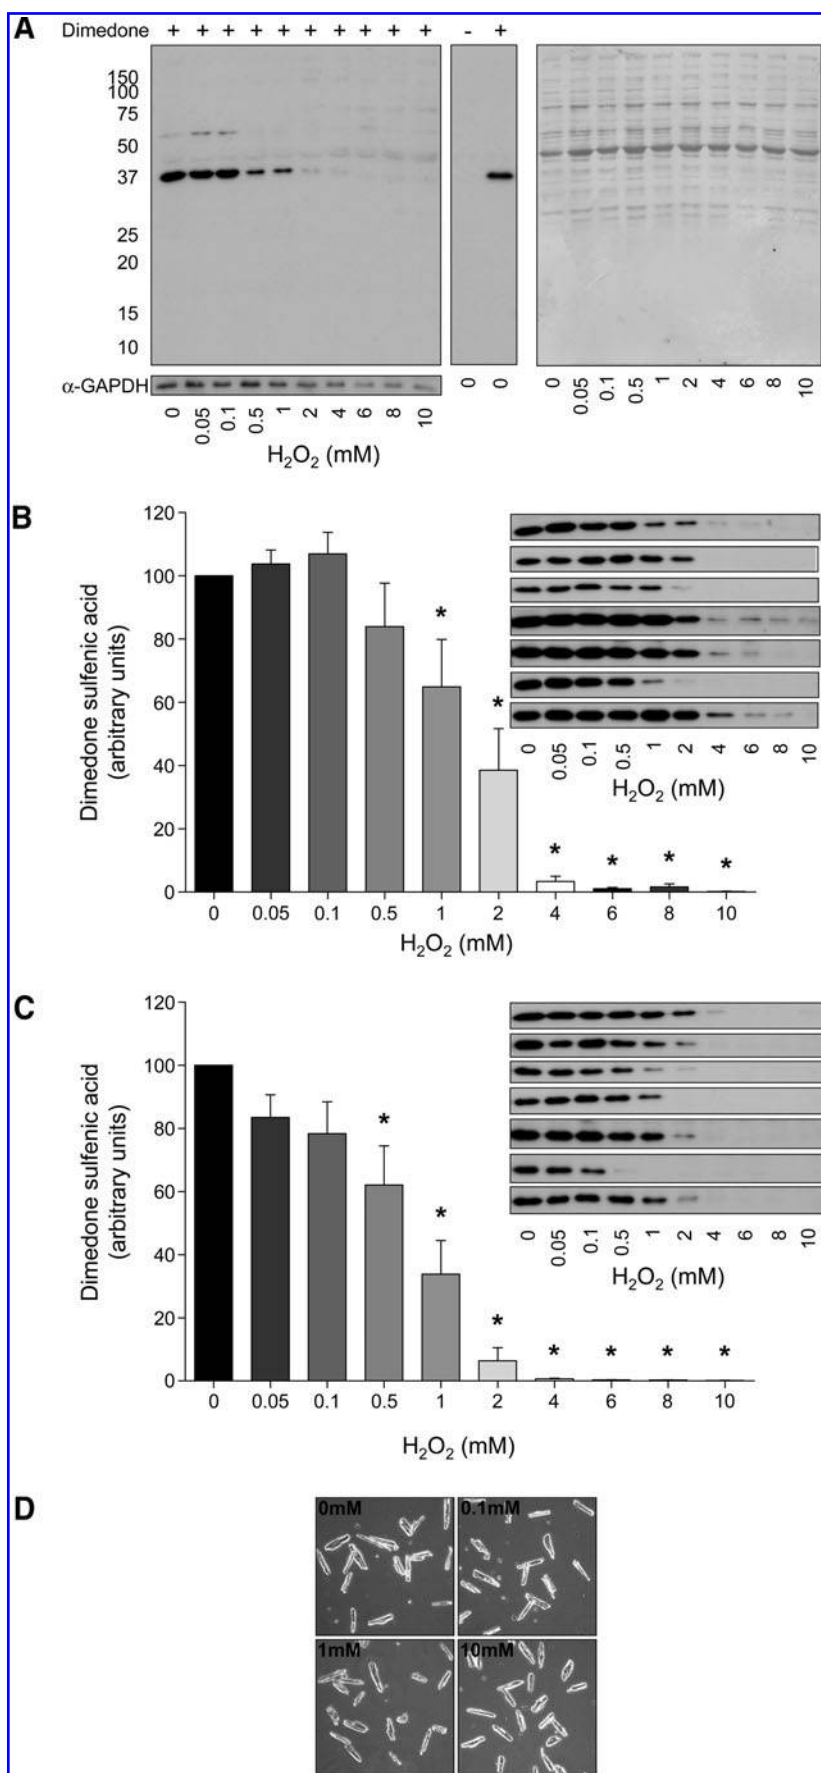 A
Dimedone + + + + + + + + + + - +
150
100
75
50
37
25
20
15
10
α-GAPDH
0 0.05 0.1 0.5 1 2 4 6 8 10
0 0
0 0.05 0.1 0.5 1 2 4 6 8 10
H₂O₂ (mM)
B
Dimedone sulfenic acid
(arbitrary units)
120
100
80
60
40
20
0
* * * * * *
0 0.05 0.1 0.5 1 2 4 6 8 10
H₂O₂ (mM)
0 0.05 0.1 0.5 1 2 4 6 8 10
H₂O₂ (mM)
C
Dimedone sulfenic acid
(arbitrary units)
120
100
80
60
40
20
0
* * * * * * *
0 0.05 0.1 0.5 1 2 4 6 8 10
H₂O₂ (mM)
0 0.05 0.1 0.5 1 2 4 6 8 10
H₂O₂ (mM)
D
0mM
0.1mM
1mM
10mM